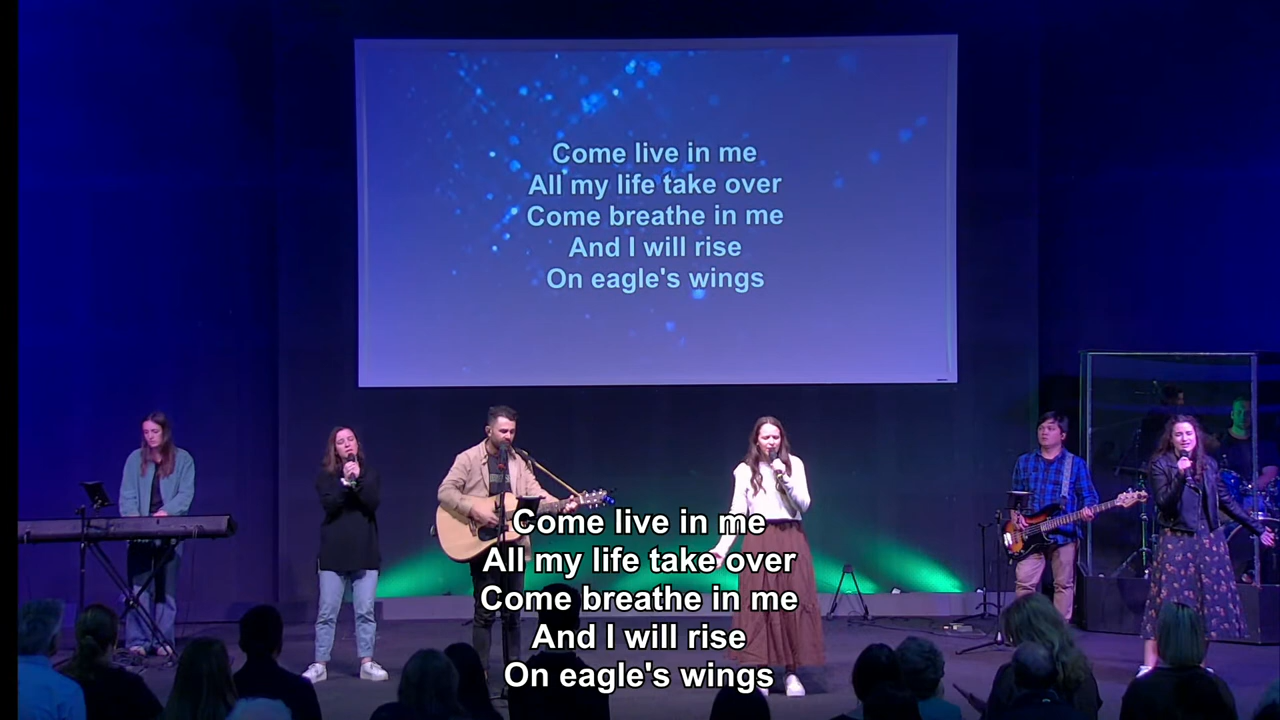 Come live in me
All my life take over
Come breathe in me
And I will rise
On eagle's wings
Come live in me
All my life take over
Come breathe in me
And I will rise
On eagle's wings